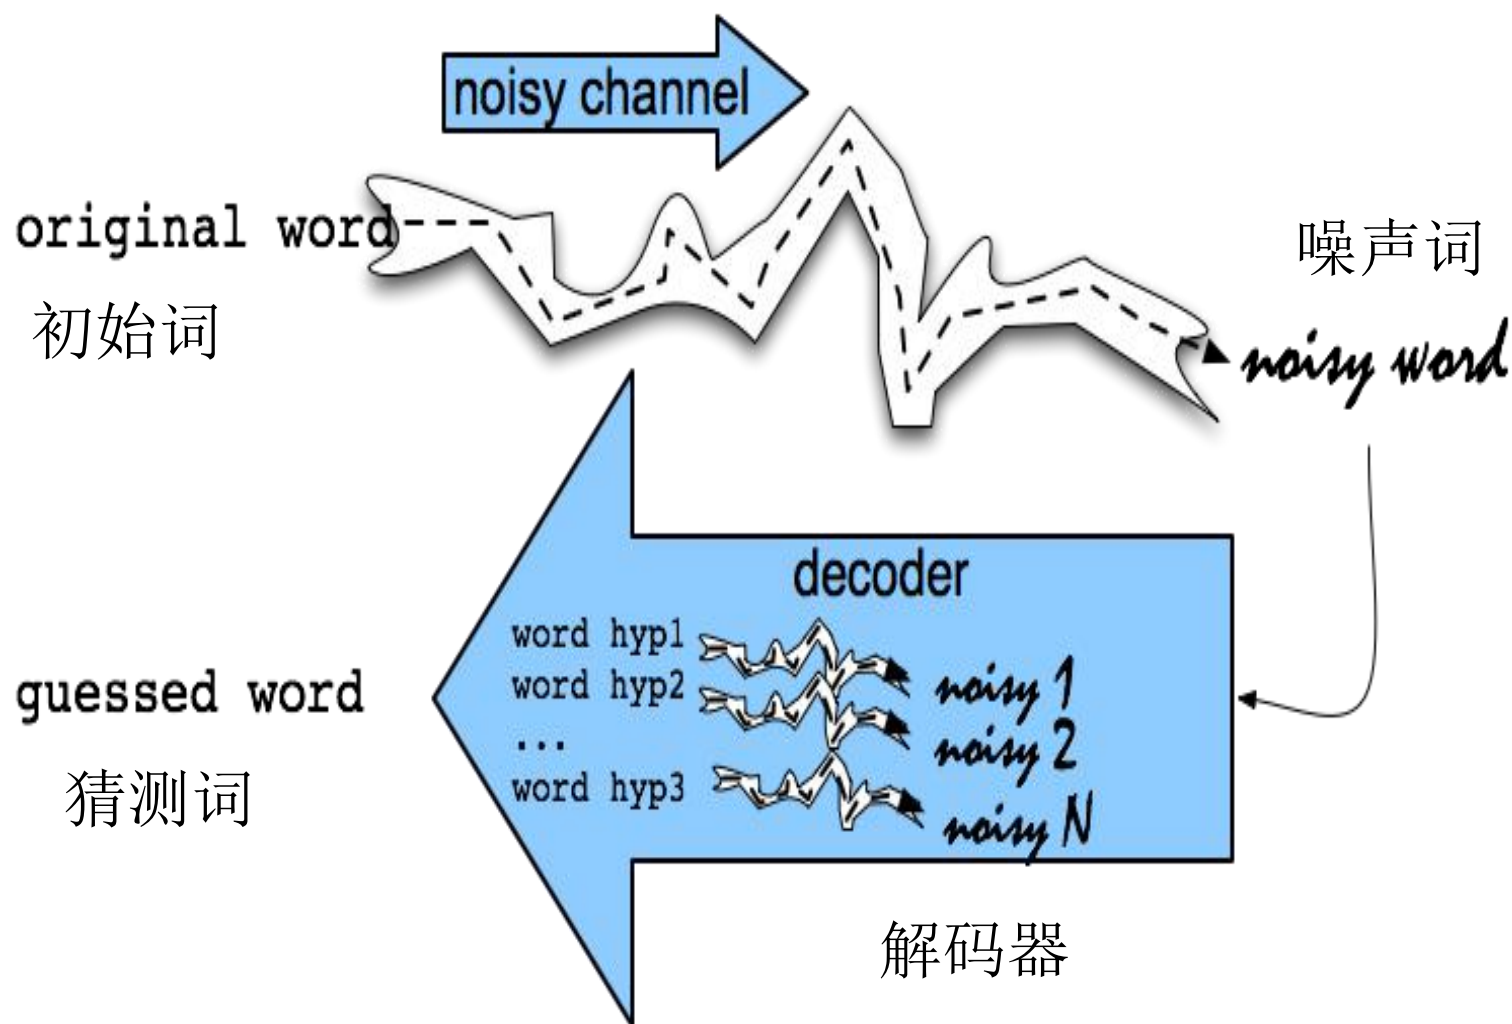 noisy channel
original word
初始词
噪声词
noisy word
decoder
word hyp1
noisy 1
word hyp2
noisy 2
...
word hyp3
noisy N
guessed word
猜测词
解码器